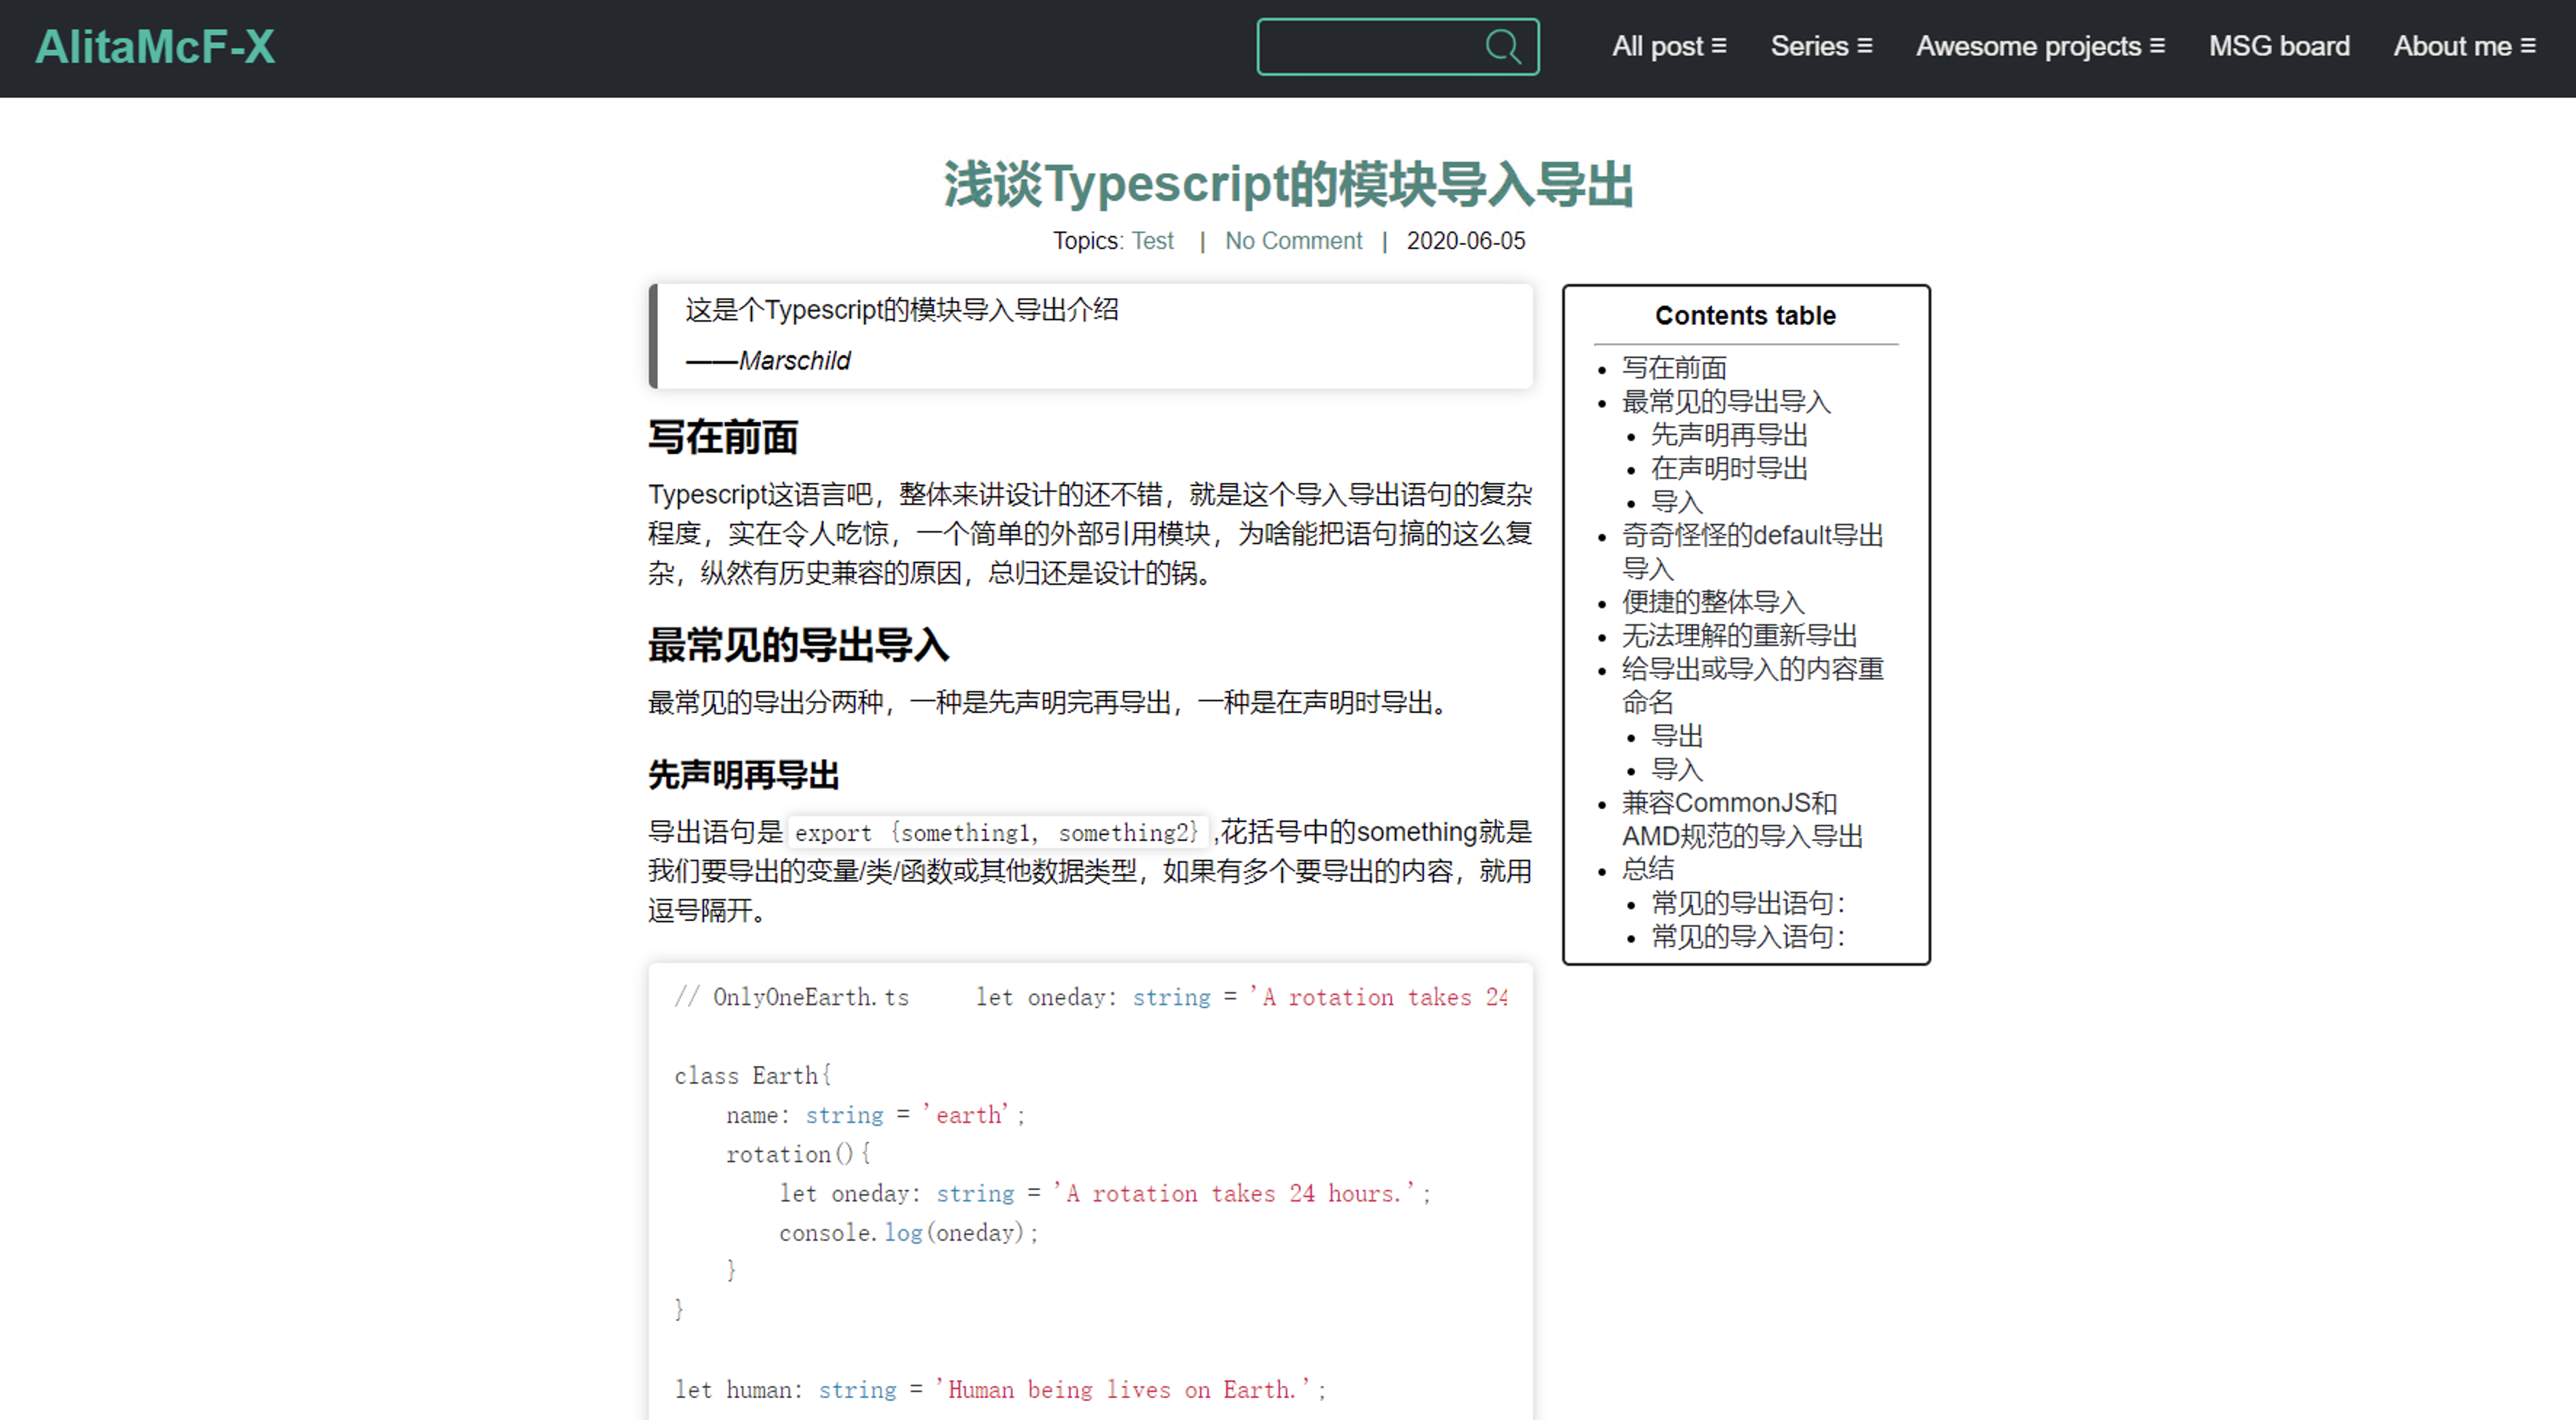 AlitaMcF-X
All post ≡ Series ≡ Awesome projects ≡ MSG board About me ≡
浅谈Typescript的模块导入导出
Topics: Test | No Comment | 2020-06-05
这是个Typescript的模块导入导出介绍
——Marschild
写在前面
Typescript这语言吧，整体来讲设计的还不错，就是这个导入导出语句的复杂
程度，实在令人吃惊，一个简单的外部引用模块，为啥能把语句搞的这么复
杂，纵然有历史兼容的原因，总归还是设计的锅。
最常见的导出导入
最常见的导出分两种，一种是先声明完再导出，一种是在声明时导出。
先声明再导出
导出语句是 export {something1, something2} ,花括号中的something就是
我们要导出的变量/类/函数或其他数据类型，如果有多个要导出的内容，就用
逗号隔开。
// OnlyOneEarth.ts     let oneday: string = 'A rotation takes 24
class Earth{
    name: string = 'earth';
    rotation(){
        let oneday: string = 'A rotation takes 24 hours.';
        console.log(oneday);
    }
}
let human: string = 'Human being lives on Earth.';
Contents table
• 写在前面
• 最常见的导出导入
• 先声明再导出
• 在声明时导出
• 导入
• 奇奇怪怪的default导出
导入
• 便捷的整体导入
• 无法理解的重新导出
• 给导出或导入的内容重
命名
• 导出
• 导入
• 兼容CommonJS和
AMD规范的导入导出
• 总结
• 常见的导出语句：
• 常见的导入语句：